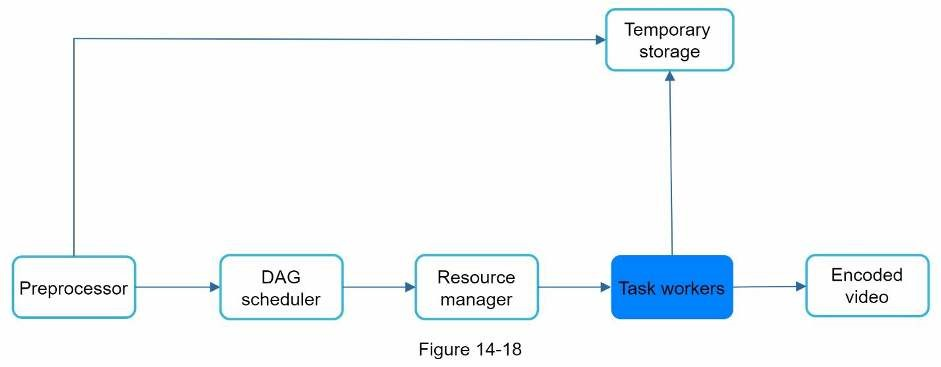 Temporary
storage
Preprocessor
DAG
scheduler
Resource
manager
Task workers
Encoded
video
Figure 14-18